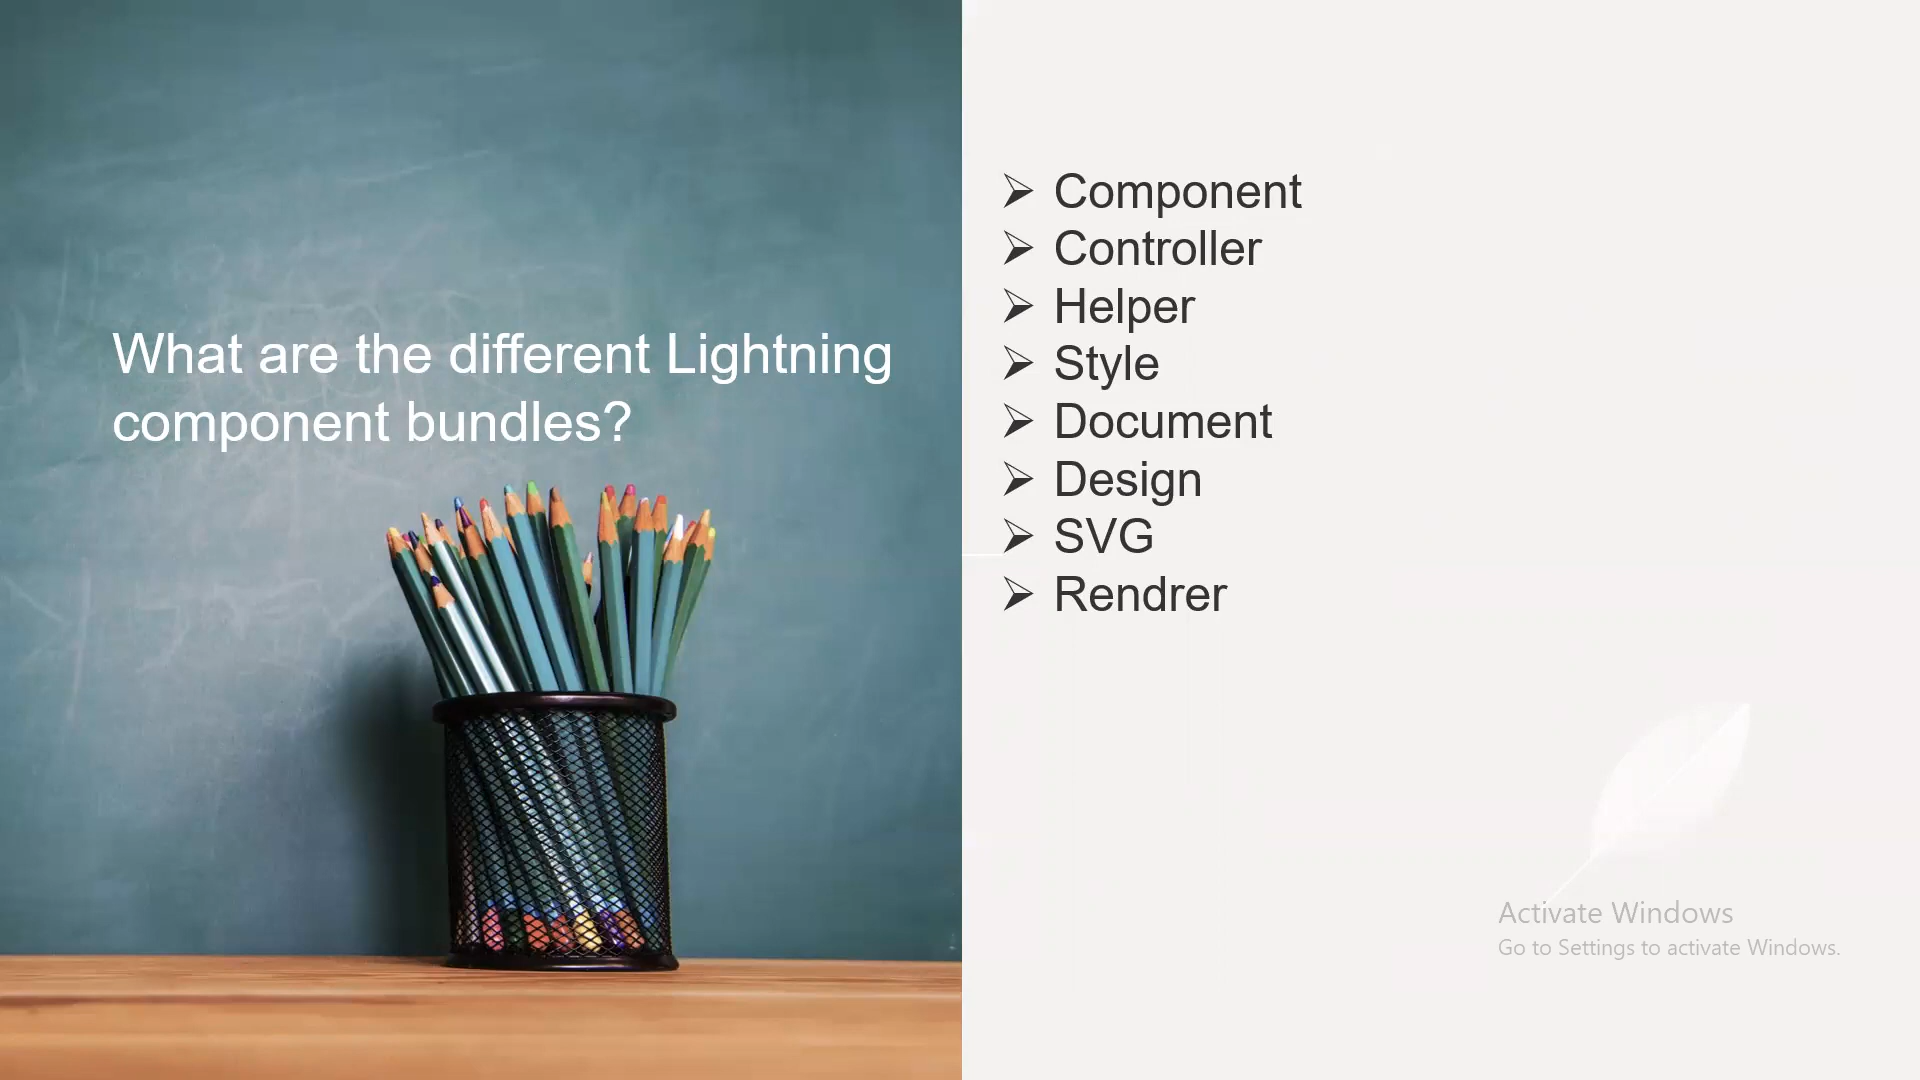 What are the different Lightning
component bundles?
Component
Controller
Helper
Style
Document
Design
SVG
Rendrer
Activate Windows
Go to Settings to activate Windows.